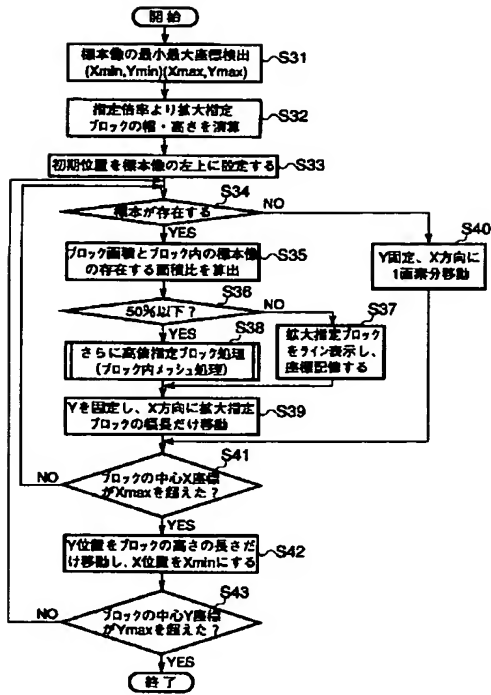 開始
標本像の最小最大座標検出
(Xmin,Ymin)(Xmax,Ymax)
S31
指定倍率より拡大指定
ブロックの幅・高さを演算
S32
初期位置を標本像の左上に設定する
S33
S34
標本が存在する
NO
YES
S35
ブロック面積とブロック内の標本像
の存在する面積比を算出
S40
Y固定、X方向に
1画素分移動
S36
50%以下?
NO
YES
S37
拡大指定ブロック
をライン表示し、
座標記憶する
S38
さらに高倍指定ブロック処理
(ブロック内メッシュ処理)
Yを固定し、X方向に拡大指定
ブロックの幅長だけ移動
S39
S41
ブロックの中心X座標
がXmaxを超えた?
NO
YES
Y位置をブロックの高さの長さだ
け移動し、X位置をXminにする
S42
S43
ブロックの中心Y座標
がYmaxを超えた?
NO
YES
終了